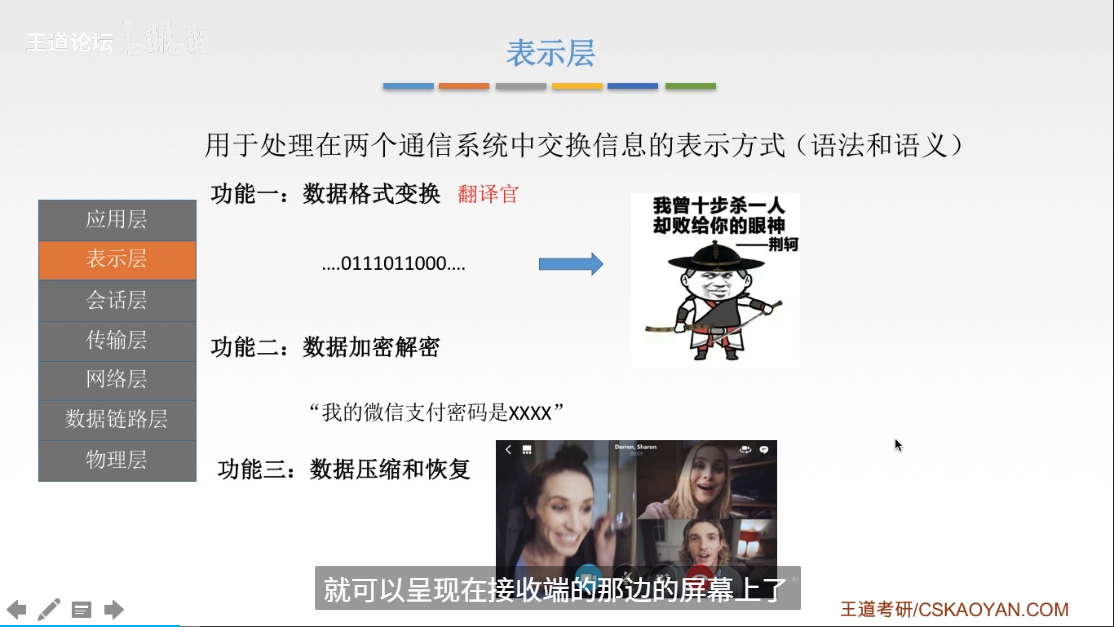 王道论坛
表示层
用于处理在两个通信系统中交换信息的表示方式（语法和语义）
功能一：数据格式变换 翻译官
应用层
表示层
会话层
传输层
网络层
数据链路层
物理层
....0111011000....
我曾十步杀一人
却败给你的眼神
——荆轲
功能二：数据加密解密
“我的微信支付密码是XXXX”
功能三：数据压缩和恢复
Darren, Sharon
就可以呈现在接收端的那边的屏幕上了
王道考研/CSKAOYAN.COM